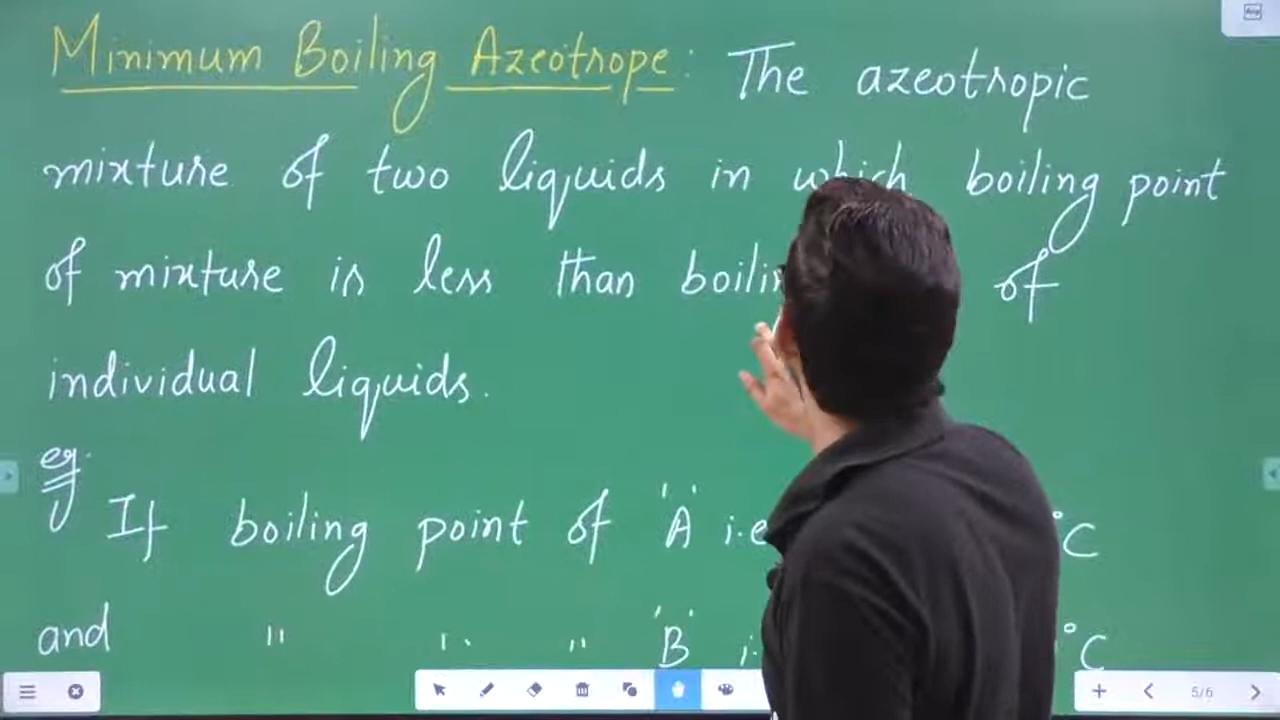 Minimum Boiling Azeotrope : The azeotropic
mixture of two liquids in which boiling point
of mixture is less than of
individual liquids.
eg.
If boiling point of 'A' °C
and " " " 'B' °C
5/6